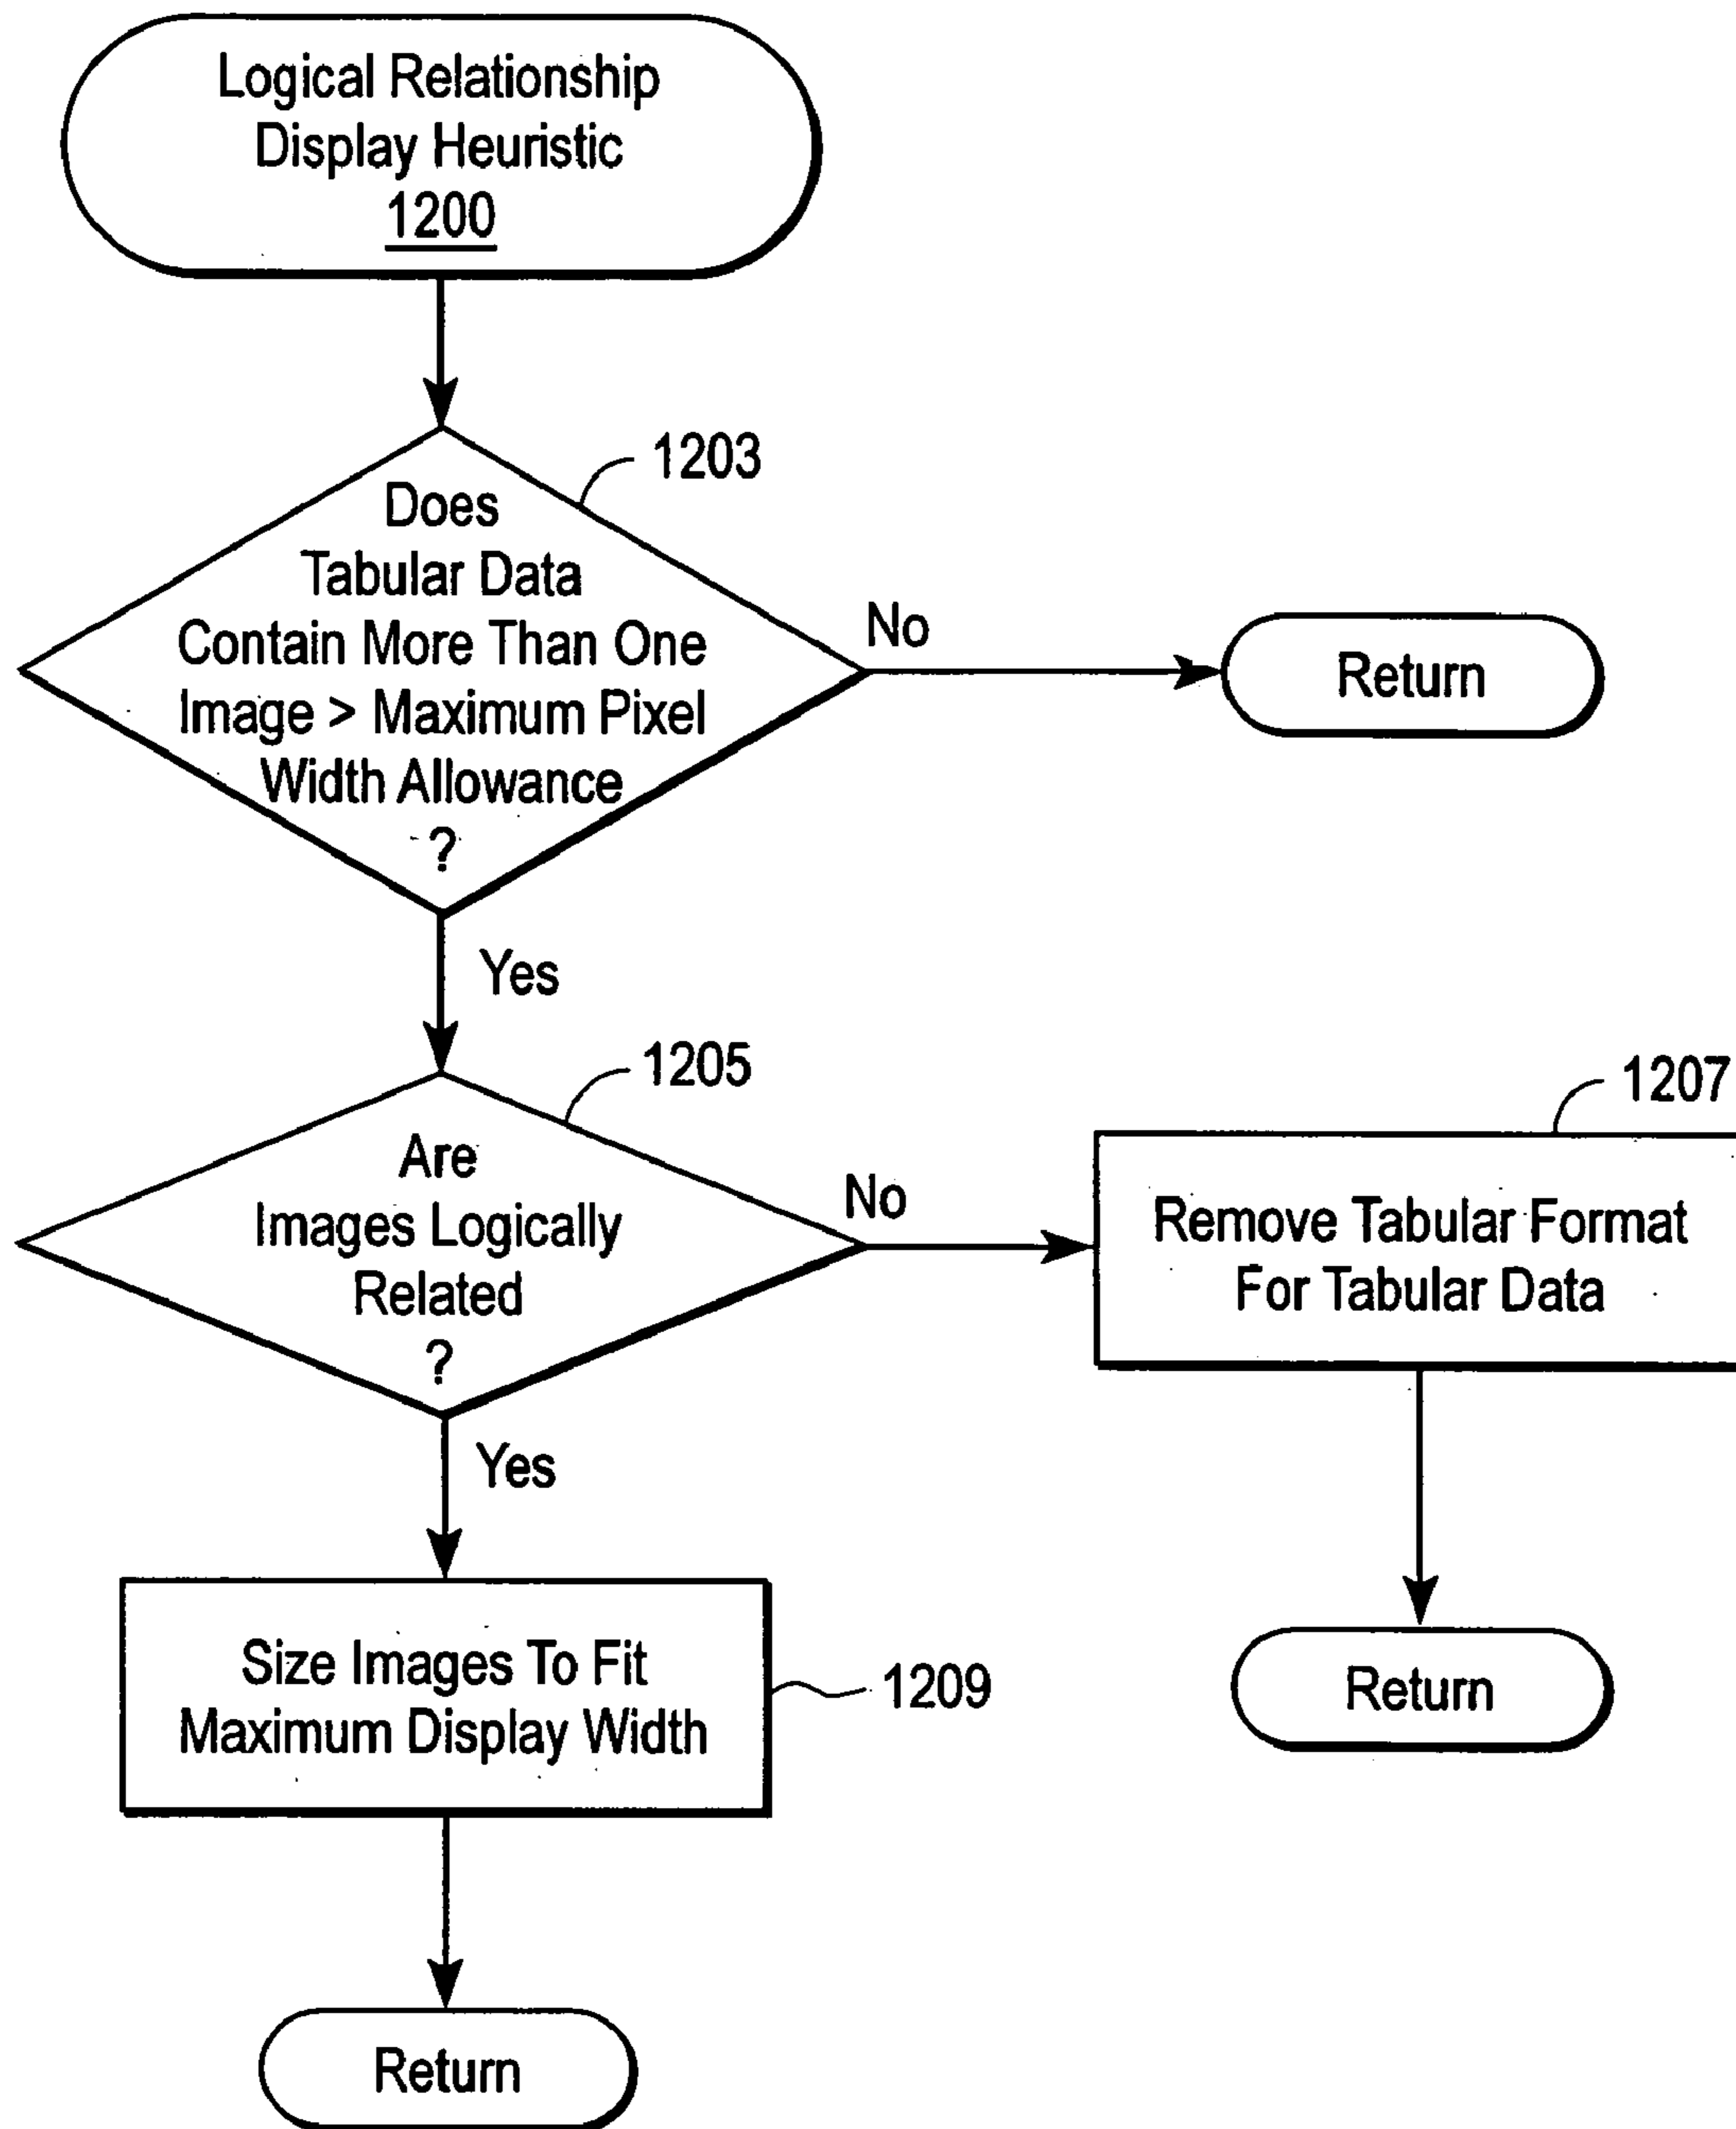 Logical Relationship
Display Heuristic
1200
1203
Does
Tabular Data
Contain More Than One
Image > Maximum Pixel
Width Allowance
?
No
Return
Yes
1205
Are
Images Logically
Related
?
No
1207
Remove Tabular Format
For Tabular Data
Return
Yes
Size Images To Fit
Maximum Display Width
1209
Return